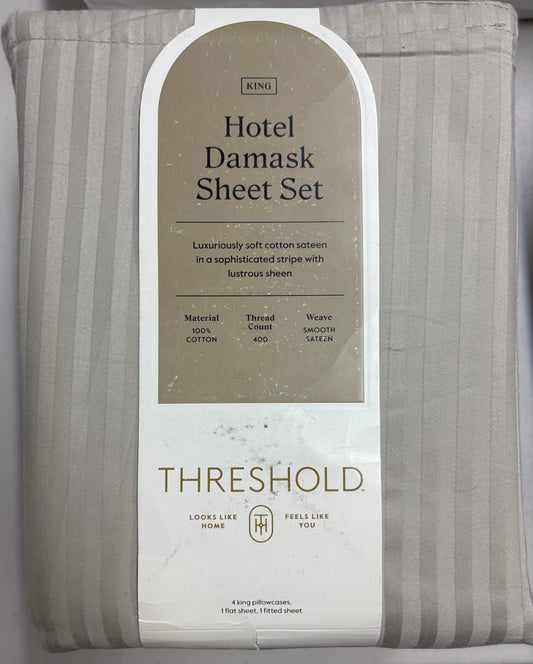 KING
Hotel
Damask
Sheet Set
Luxuriously soft cotton sateen
in a sophisticated stripe with
lustrous sheen
Material
100%
COTTON
Thread
Count
400
Weave
SMOOTH
SATEEN
THRESHOLD™
LOOKS LIKE
HOME
FEELS LIKE
YOU
4 king pillowcases,
1 flat sheet, 1 fitted sheet